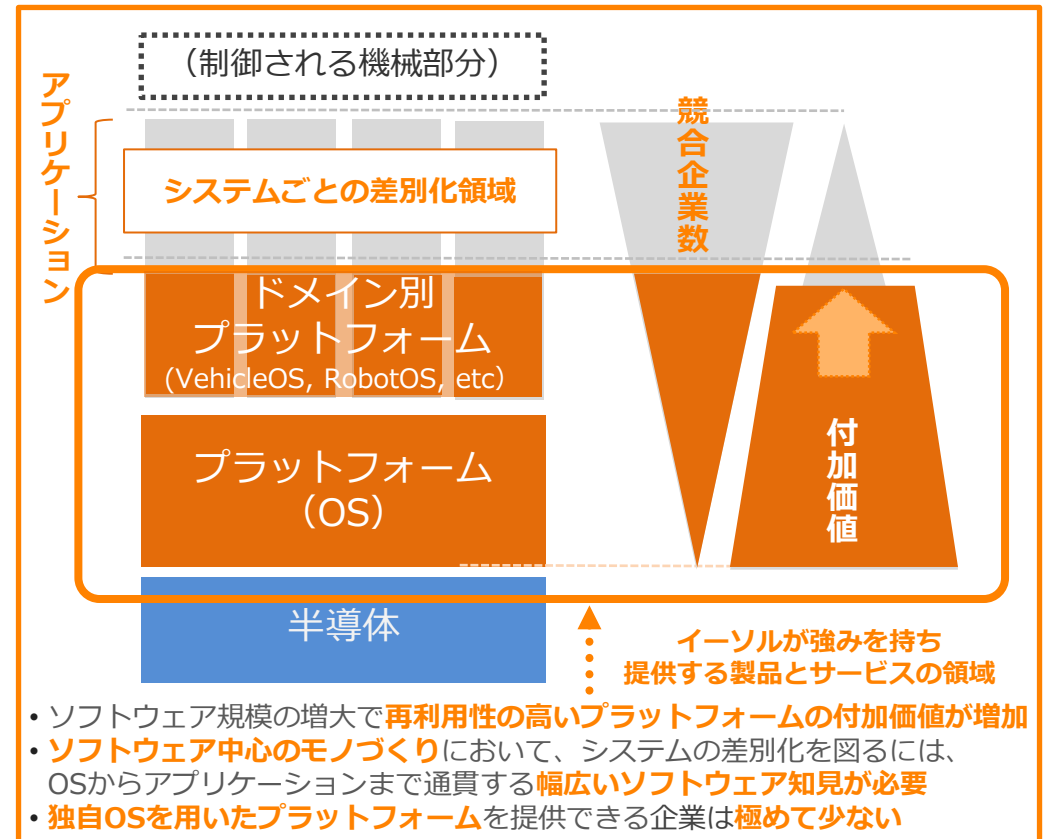 （制御される機械部分）
アプリケーション
システムごとの差別化領域
競合企業数
ドメイン別
プラットフォーム
(VehicleOS, RobotOS, etc）
プラットフォーム
（OS）
付加価値
半導体
イーソルが強みを持ち
提供する製品とサービスの領域
• ソフトウェア規模の増大で再利用性の高いプラットフォームの付加価値が増加
• ソフトウェア中心のモノづくりにおいて、システムの差別化を図るには、
OSからアプリケーションまで通貫する幅広いソフトウェア知見が必要
• 独自OSを用いたプラットフォームを提供できる企業は極めて少ない